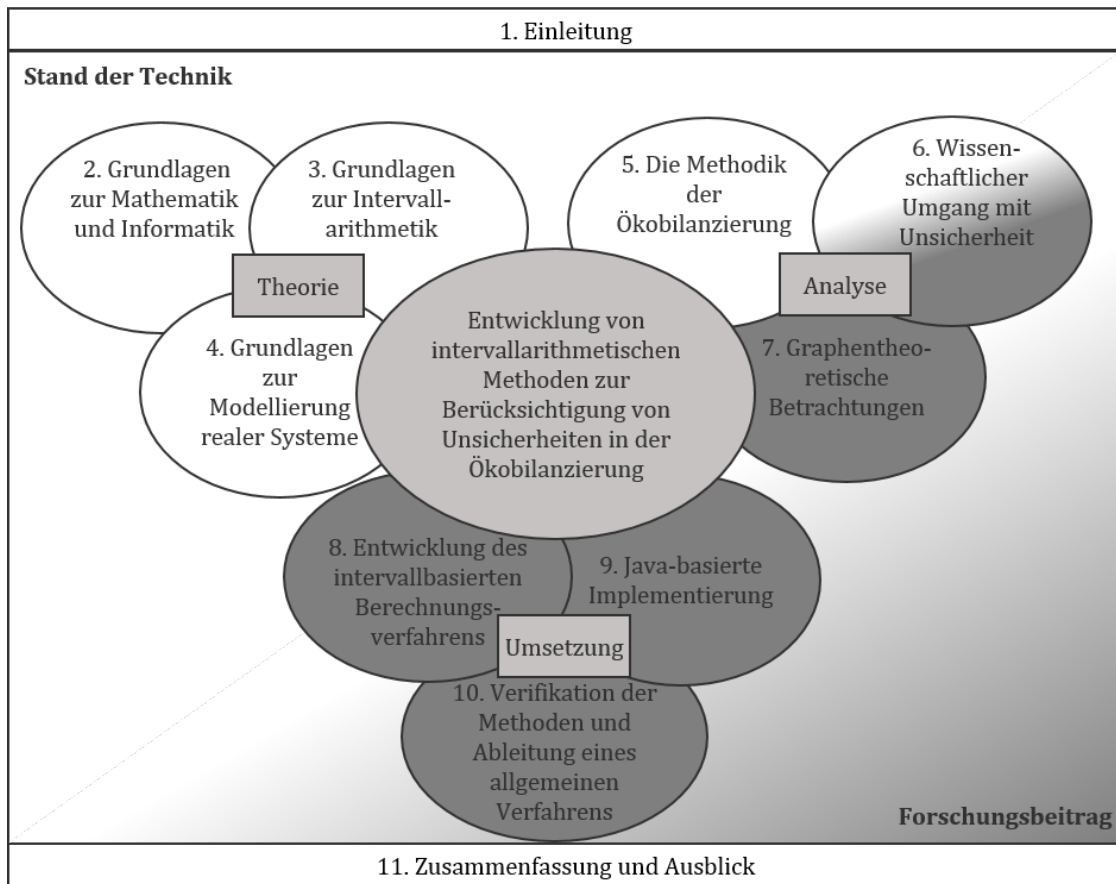 1. Einleitung
Stand der Technik
2. Grundlagen
zur Mathematik
und Informatik
3. Grundlagen
zur Intervall-
arithmetik
Theorie
4. Grundlagen
zur
Modellierung
realer Systeme
5. Die Methodik
der
Ökobilanzierung
6. Wissen-
schaftlicher
Umgang mit
Unsicherheit
Analyse
7. Graphentheo-
retische
Betrachtungen
Entwicklung von
intervallarithmetischen
Methoden zur
Berücksichtigung von
Unsicherheiten in der
Ökobilanzierung
8. Entwicklung des
intervallbasierten
Berechnungs-
verfahrens
9. Java-basierte
Implementierung
Umsetzung
10. Verifikation der
Methoden und
Ableitung eines
allgemeinen
Verfahrens
Forschungsbeitrag
11. Zusammenfassung und Ausblick